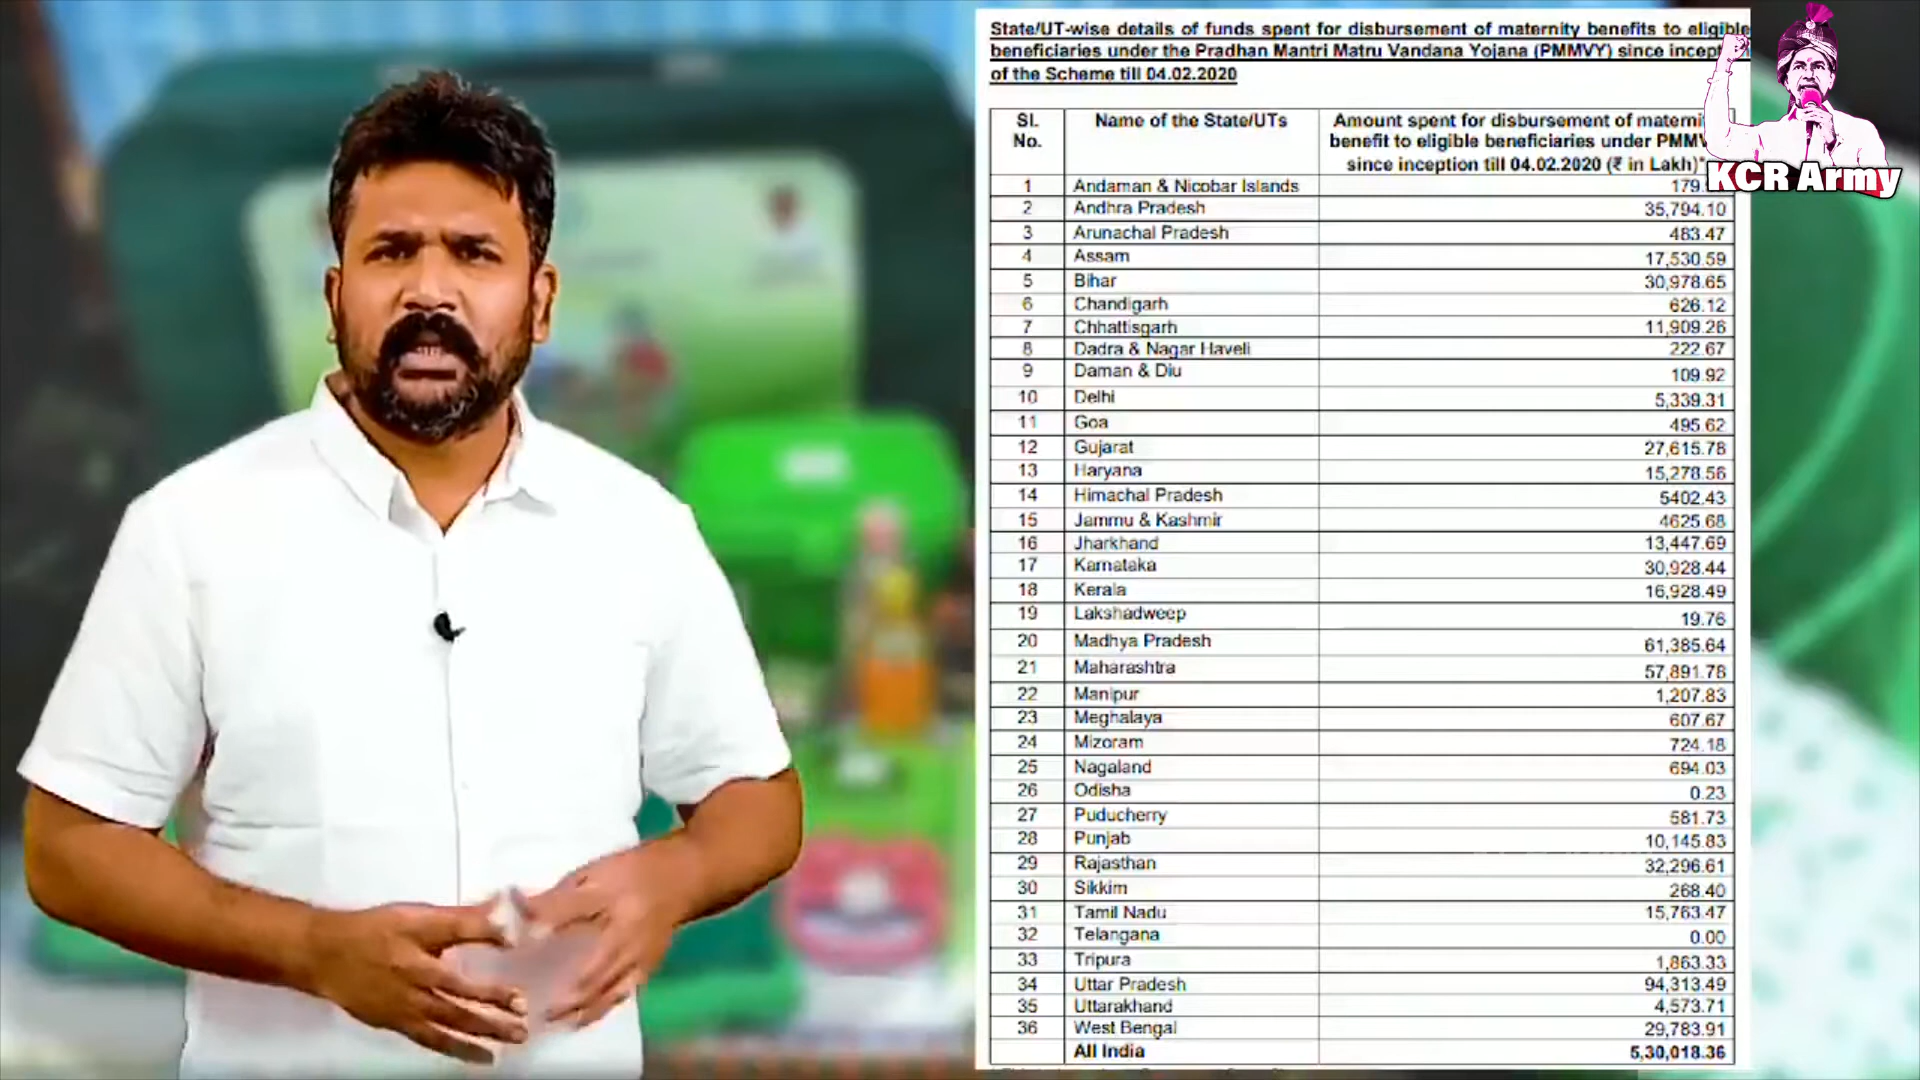 State/UT-wise details of funds spent for disbursement of maternity benefits to eligible
beneficiaries under the Pradhan Mantri Matru Vandana Yojana (PMMVY) since
of the Scheme till 04.02.2020
Sl. No. Name of the State/UTs Amount spent for disbursement of
benefit to eligible beneficiaries under
since inception till 04.02.2020 (₹ in Lakh)*
KCR Army
1 Andaman & Nicobar Islands
2 Andhra Pradesh 35,794.10
3 Arunachal Pradesh 483.47
4 Assam 17,530.59
5 Bihar 30,978.65
6 Chandigarh 626.12
7 Chhattisgarh 11,909.26
8 Dadra & Nagar Haveli 222.67
9 Daman & Diu 109.92
10 Delhi 5,339.31
11 Goa 495.62
12 Gujarat 27,615.78
13 Haryana 15,278.56
14 Himachal Pradesh 5402.43
15 Jammu & Kashmir 4625.68
16 Jharkhand 13,447.69
17 Karnataka 30,928.44
18 Kerala 16,928.49
19 Lakshadweep 19.76
20 Madhya Pradesh 61,385.64
21 Maharashtra 57,891.78
22 Manipur 1,207.83
23 Meghalaya 607.67
24 Mizoram 724.18
25 Nagaland 694.03
26 Odisha 0.23
27 Puducherry 581.73
28 Punjab 10,145.83
29 Rajasthan 32,296.61
30 Sikkim 268.40
31 Tamil Nadu 15,763.47
32 Telangana 0.00
33 Tripura 1,863.33
34 Uttar Pradesh 94,313.49
35 Uttarakhand 4,573.71
36 West Bengal 29,783.91
All India 5,30,018.36